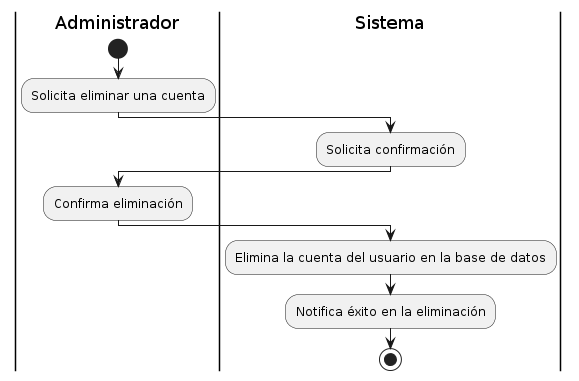 Administrador
Sistema
Solicita eliminar una cuenta
Solicita confirmación
Confirma eliminación
Elimina la cuenta del usuario en la base de datos
Notifica éxito en la eliminación